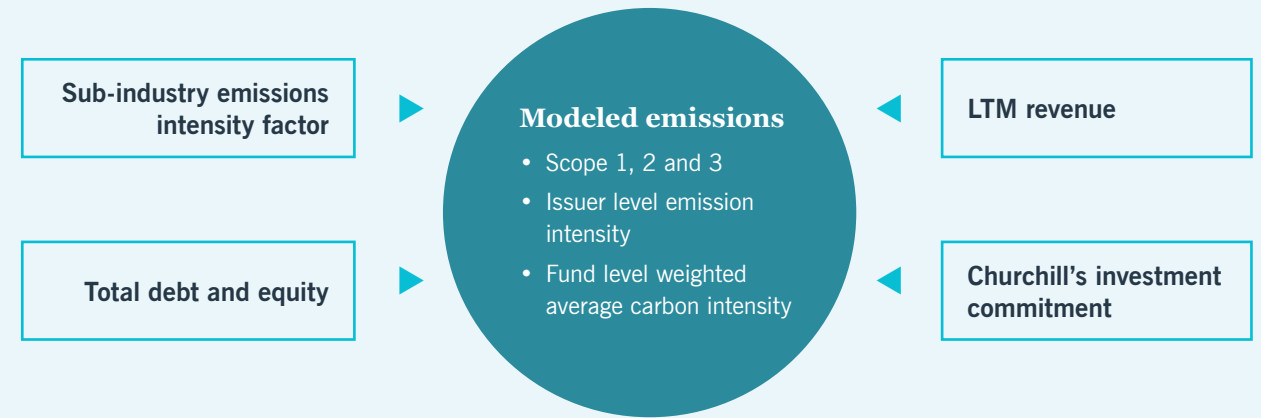 Sub-industry emissions
intensity factor
Total debt and equity
Modeled emissions
• Scope 1, 2 and 3
• Issuer level emission
intensity
• Fund level weighted
average carbon intensity
LTM revenue
Churchill’s investment
commitment